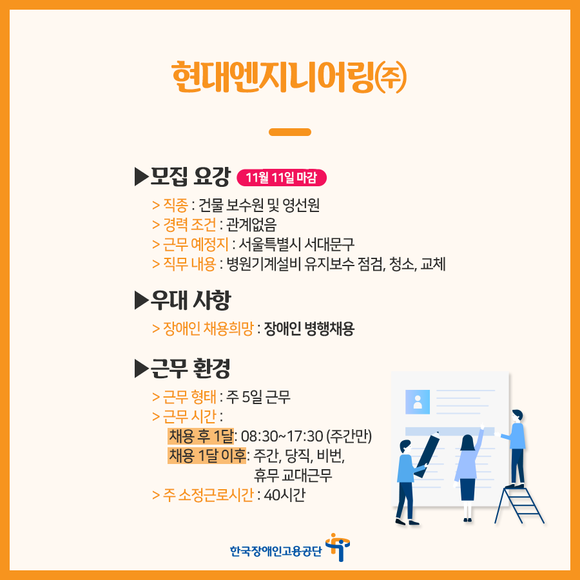 현대엔지니어링㈜
▶모집 요강 11월 11일 마감
> 직종 : 건물 보수원 및 영선원
> 경력 조건 : 관계없음
> 근무 예정지 : 서울특별시 서대문구
> 직무 내용 : 병원기계설비 유지보수 점검, 청소, 교체
▶우대 사항
> 장애인 채용희망 : 장애인 병행채용
▶근무 환경
> 근무 형태 : 주 5일 근무
> 근무 시간 :
채용 후 1달: 08:30~17:30 (주간만)
채용 1달 이후: 주간, 당직, 비번,
휴무 교대근무
> 주 소정근로시간 : 40시간
한국장애인고용공단